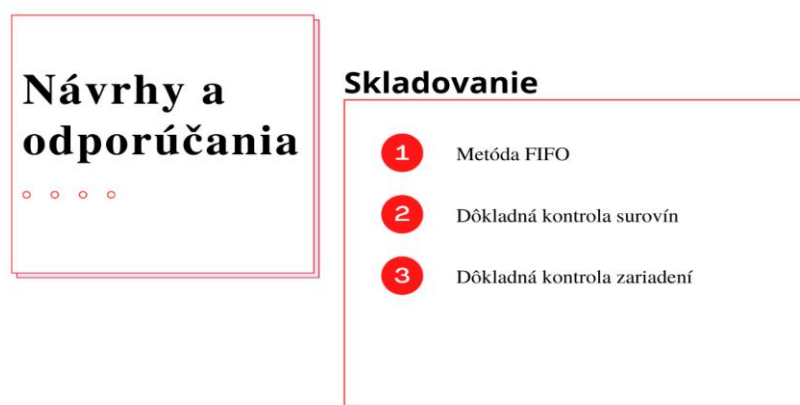 Návrhy a
odporúčania
Skladovanie
1 Metóda FIFO
2 Dôkladná kontrola surovín
3 Dôkladná kontrola zariadení